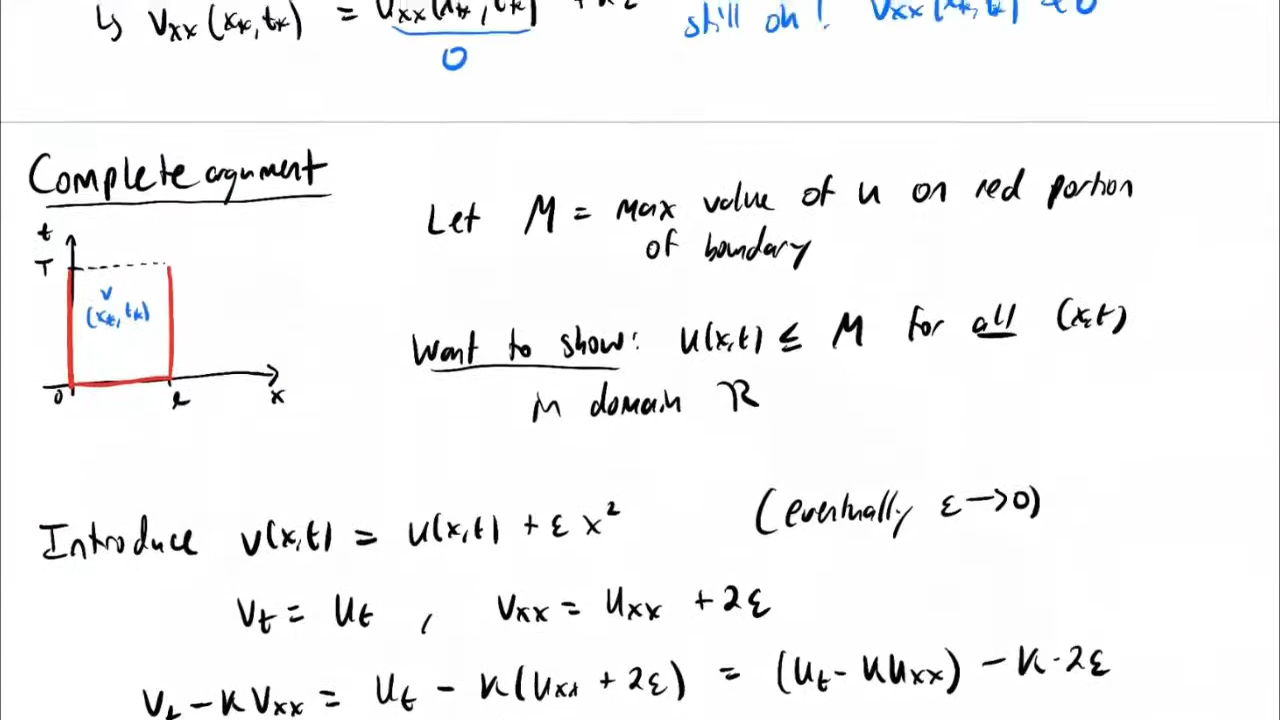 ↳ Vxx (x*, t*) = Uxx (x*, t*)
still ok! Vxx (x*, t*) < 0
0
Complete argument
Let M = max value of u on red portion
of boundary
t
T
v
(x*, t*)
0
l
x
Want to show: u(x,t) ≤ M for all (x,t)
in domain R
Introduce v(x,t) = u(x,t) + εx² (eventually ε → 0)
Vt = Ut , Vxx = Uxx + 2ε
Vt - KVxx = Ut - K(Uxx + 2ε) = (Ut - KUxx) - K·2ε